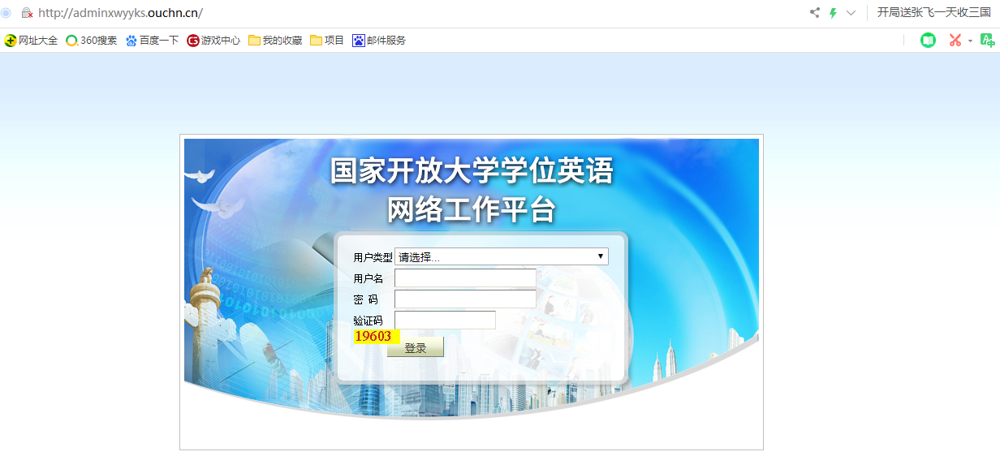 http://adminxwyyks.ouchn.cn/
开局送张飞一天收三国
网址大全 360搜索 百度一下 游戏中心 我的收藏 项目 邮件服务
国家开放大学学位英语
网络工作平台
用户类型 请选择...
用户名
密 码
验证码
19603
登录